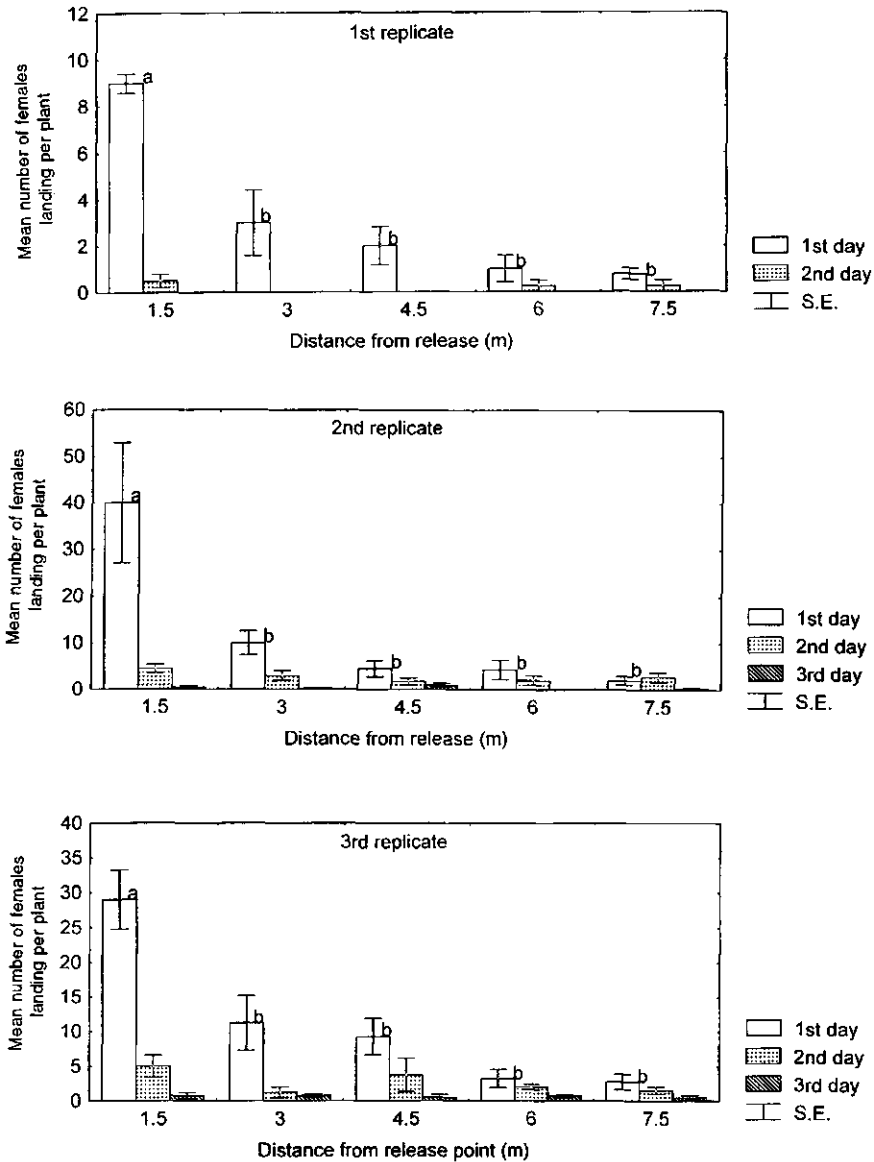 1st replicate
12
10
8
6
4
2
0
Mean number of females
landing per plant
a
b
b
b
b
1.5 3 4.5 6 7.5
Distance from release (m)
1st day
2nd day
S.E.
2nd replicate
60
50
40
30
20
10
0
Mean number of females
landing per plant
a
b
b
b
b
1.5 3 4.5 6 7.5
Distance from release (m)
1st day
2nd day
3rd day
S.E.
3rd replicate
40
35
30
25
20
15
10
5
0
Mean number of females
landing per plant
a
b
b
b
b
1.5 3 4.5 6 7.5
Distance from release point (m)
1st day
2nd day
3rd day
S.E.